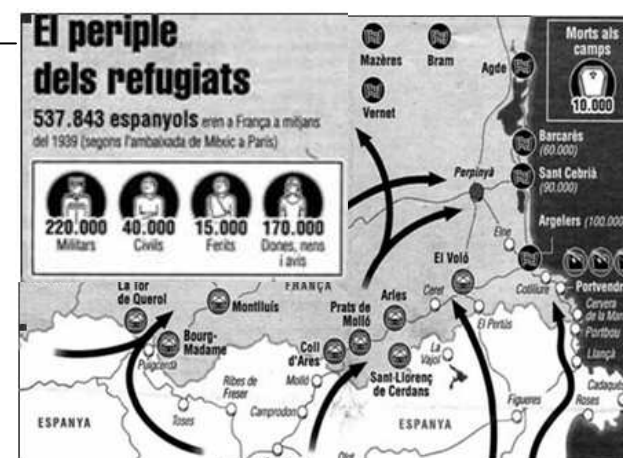 El periple
dels refugiats
537.843 espanyols eren a França a mitjans
del 1939 (segons l'ambaixada de Mèxic a París)
220.000
Militars
40.000
Civils
15.000
Ferits
170.000
Dones, nens
i avis
Mazères
Bram
Vernet
Agde
Morts als
camps
10.000
Barcarès
(60.000)
Sant Cebrià
(90.000)
Perpinyà
Argelers (100.000
Elne
El Voló
FRANÇA
La Tor
de Querol
Montlluís
Bourg-
Madame
Puigcerdà
Prats de
Molló
Arles
Ceret
Cotlliure
Portvendr
Cervera
de la Mar
Portbou
El Pertús
Coll
d'Ares
Sant Llorenç
de Cerdans
La
Vajol
Llançà
Ribes de
Freser
Molló
Toses
Camprodon
Figueres
Roses
Cadaqués
ESPANYA
ESPANYA
Olot